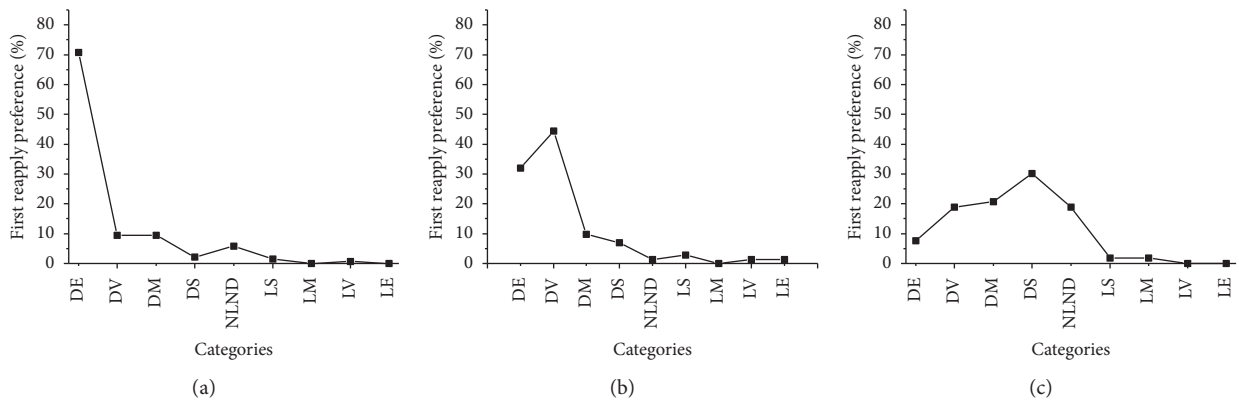 80
70
60
50
40
30
20
10
0
First reapply preference (%)
DE
DV
DM
DS
NLND
LS
LM
LV
LE
Categories
(a)
80
70
60
50
40
30
20
10
0
First reapply preference (%)
DE
DV
DM
DS
NLND
LS
LM
LV
LE
Categories
(b)
80
70
60
50
40
30
20
10
0
First reapply preference (%)
DE
DV
DM
DS
NLND
LS
LM
LV
LE
Categories
(c)